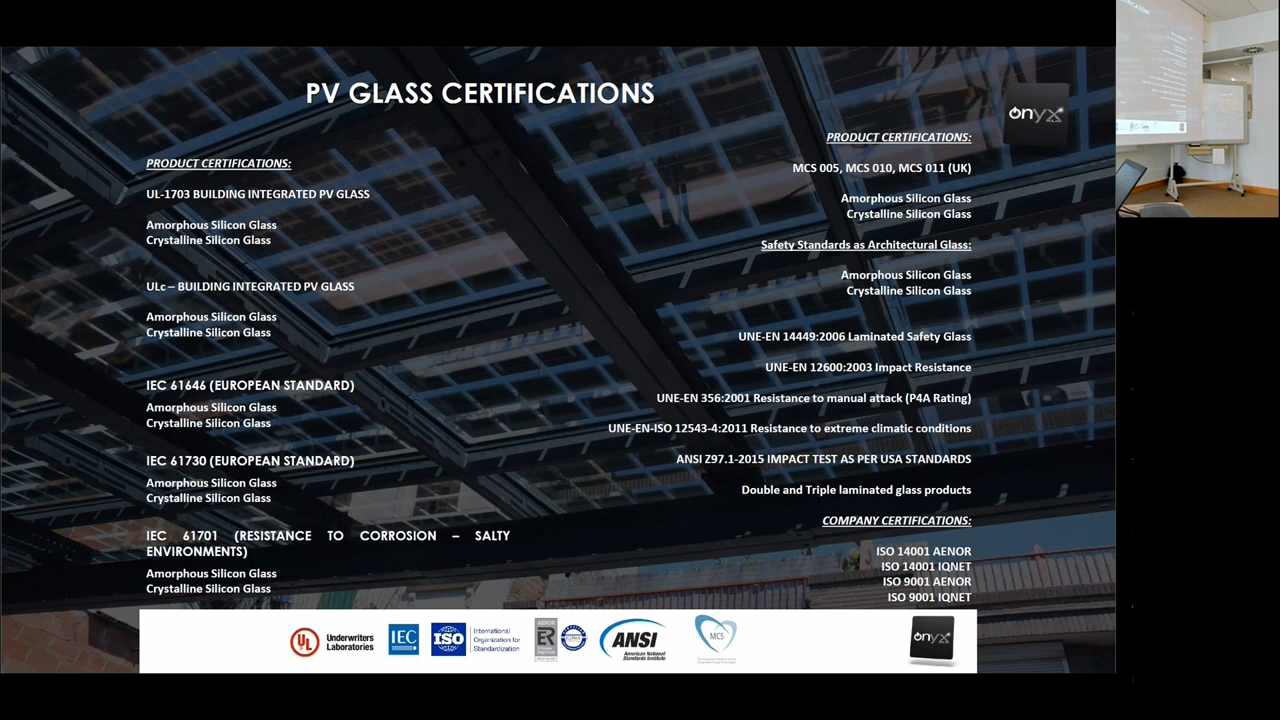 PV GLASS CERTIFICATIONS
onyx
PRODUCT CERTIFICATIONS:
UL-1703 BUILDING INTEGRATED PV GLASS
Amorphous Silicon Glass
Crystalline Silicon Glass
ULc – BUILDING INTEGRATED PV GLASS
Amorphous Silicon Glass
Crystalline Silicon Glass
IEC 61646 (EUROPEAN STANDARD)
Amorphous Silicon Glass
Crystalline Silicon Glass
IEC 61730 (EUROPEAN STANDARD)
Amorphous Silicon Glass
Crystalline Silicon Glass
IEC 61701 (RESISTANCE TO CORROSION – SALTY
ENVIRONMENTS)
Amorphous Silicon Glass
Crystalline Silicon Glass
PRODUCT CERTIFICATIONS:
MCS 005, MCS 010, MCS 011 (UK)
Amorphous Silicon Glass
Crystalline Silicon Glass
Safety Standards as Architectural Glass:
Amorphous Silicon Glass
Crystalline Silicon Glass
UNE-EN 14449:2006 Laminated Safety Glass
UNE-EN 12600:2003 Impact Resistance
UNE-EN 356:2001 Resistance to manual attack (P4A Rating)
UNE-EN-ISO 12543-4:2011 Resistance to extreme climatic conditions
ANSI Z97.1-2015 IMPACT TEST AS PER USA STANDARDS
Double and Triple laminated glass products
COMPANY CERTIFICATIONS:
ISO 14001 AENOR
ISO 14001 IQNET
ISO 9001 AENOR
ISO 9001 IQNET
UL
Underwriters
Laboratories
IEC
ISO
International
Organization for
Standardization
AENOR
ER
ANSI
American National
Standards Institute
MCS
onyx